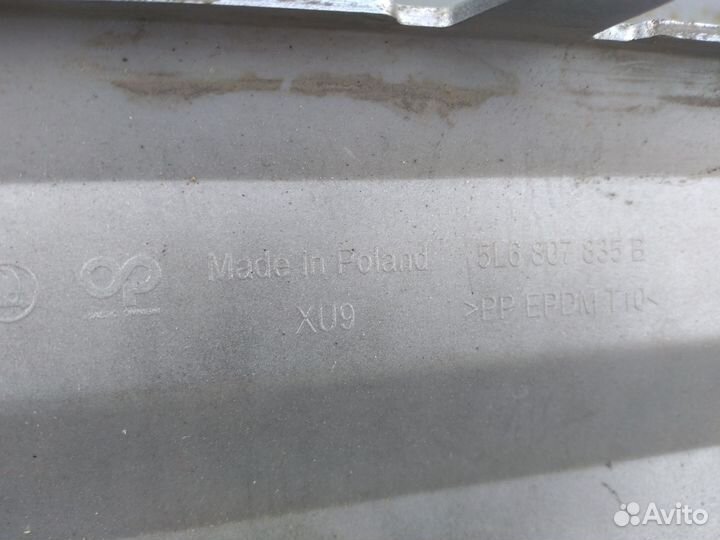 Made in Poland
XU9
5L6 807 835 B
>PP EPDM T10<
Avito